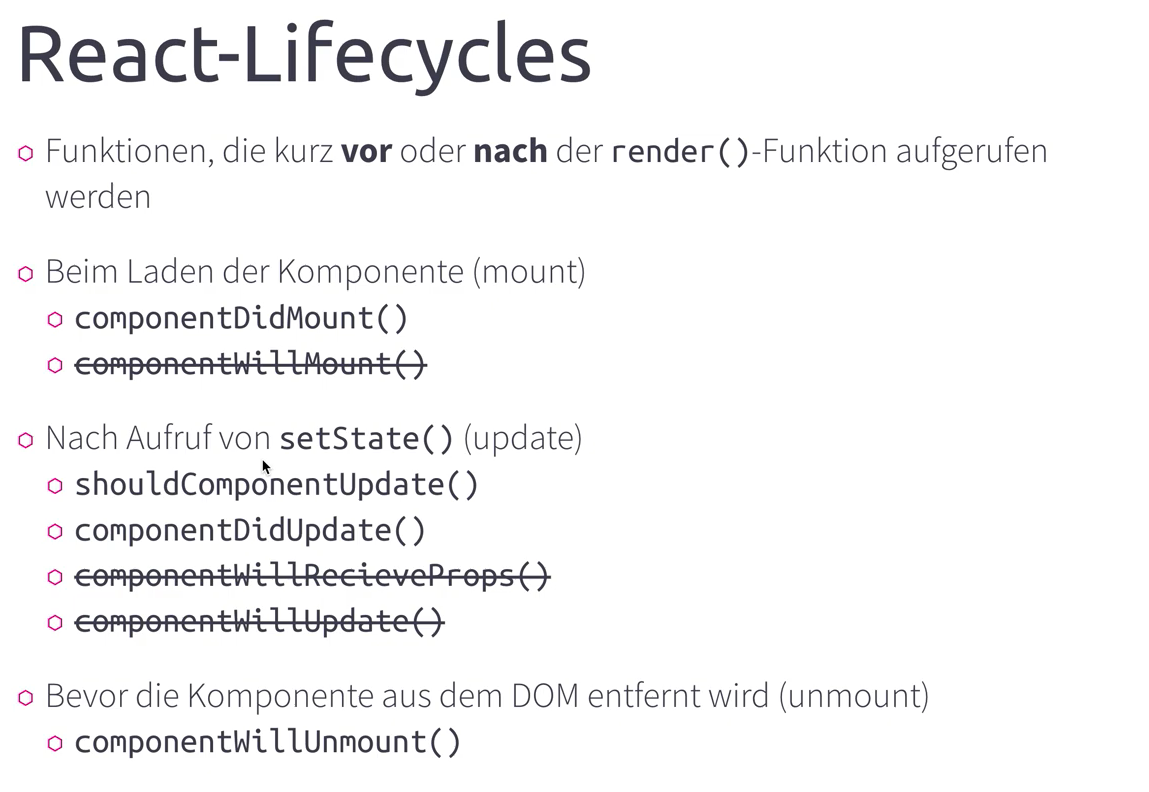 React-Lifecycles
Funktionen, die kurz vor oder nach der render()-Funktion aufgerufen
werden
Beim Laden der Komponente (mount)
componentDidMount()
componentWillMount()
Nach Aufruf von setState() (update)
shouldComponentUpdate()
componentDidUpdate()
componentWillRecieveProps()
componentWillUpdate()
Bevor die Komponente aus dem DOM entfernt wird (unmount)
componentWillUnmount()